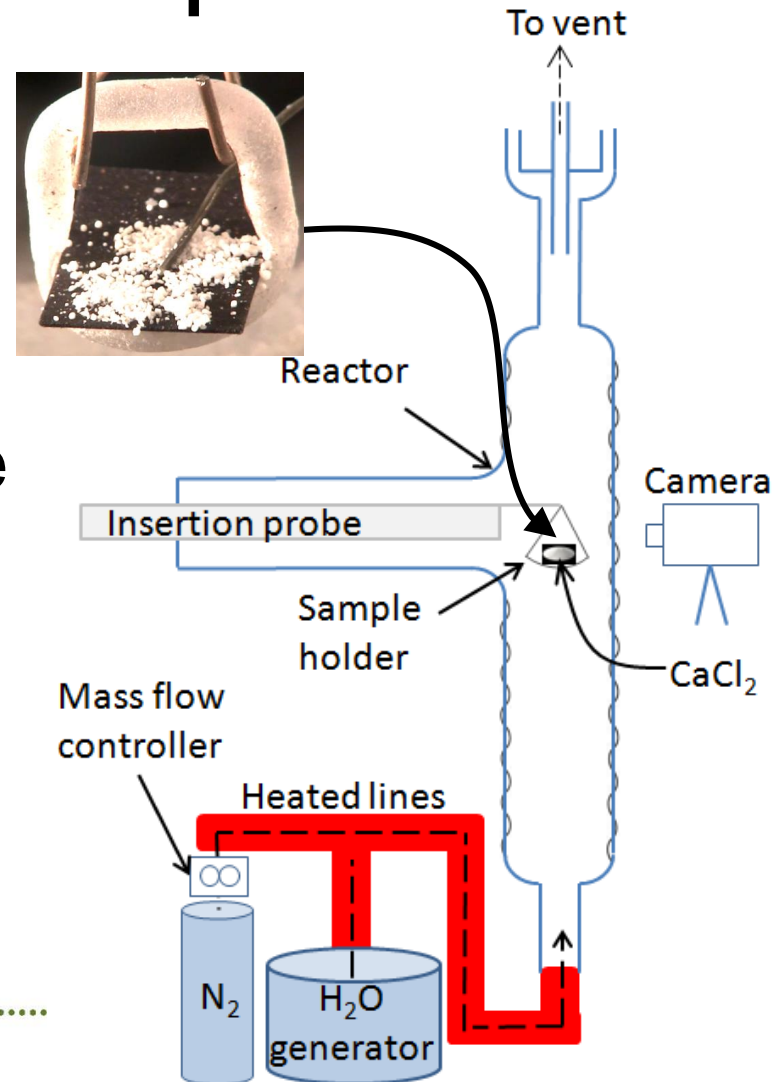 To vent
Reactor
e
Camera
Insertion probe
Sample
holder
CaCl₂
Mass flow
controller
Heated lines
N₂
H₂O
generator